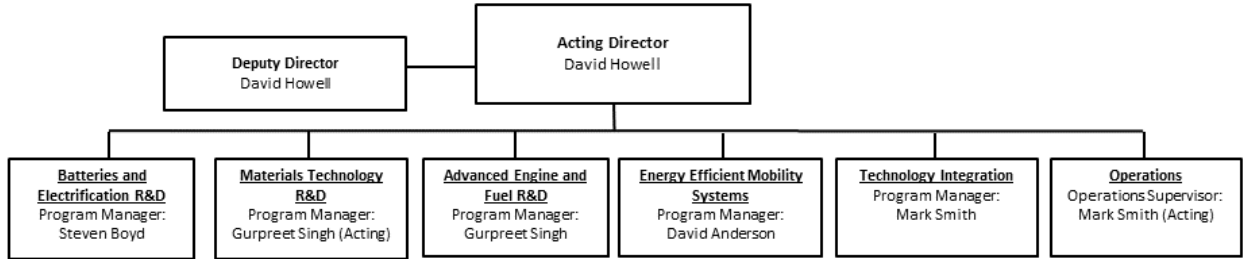 Acting Director
David Howell
Deputy Director
David Howell
Batteries and
Electrification R&D
Program Manager:
Steven Boyd
Materials Technology
R&D
Program Manager:
Gurpreet Singh (Acting)
Advanced Engine and
Fuel R&D
Program Manager:
Gurpreet Singh
Energy Efficient Mobility
Systems
Program Manager:
David Anderson
Technology Integration
Program Manager:
Mark Smith
Operations
Operations Supervisor:
Mark Smith (Acting)